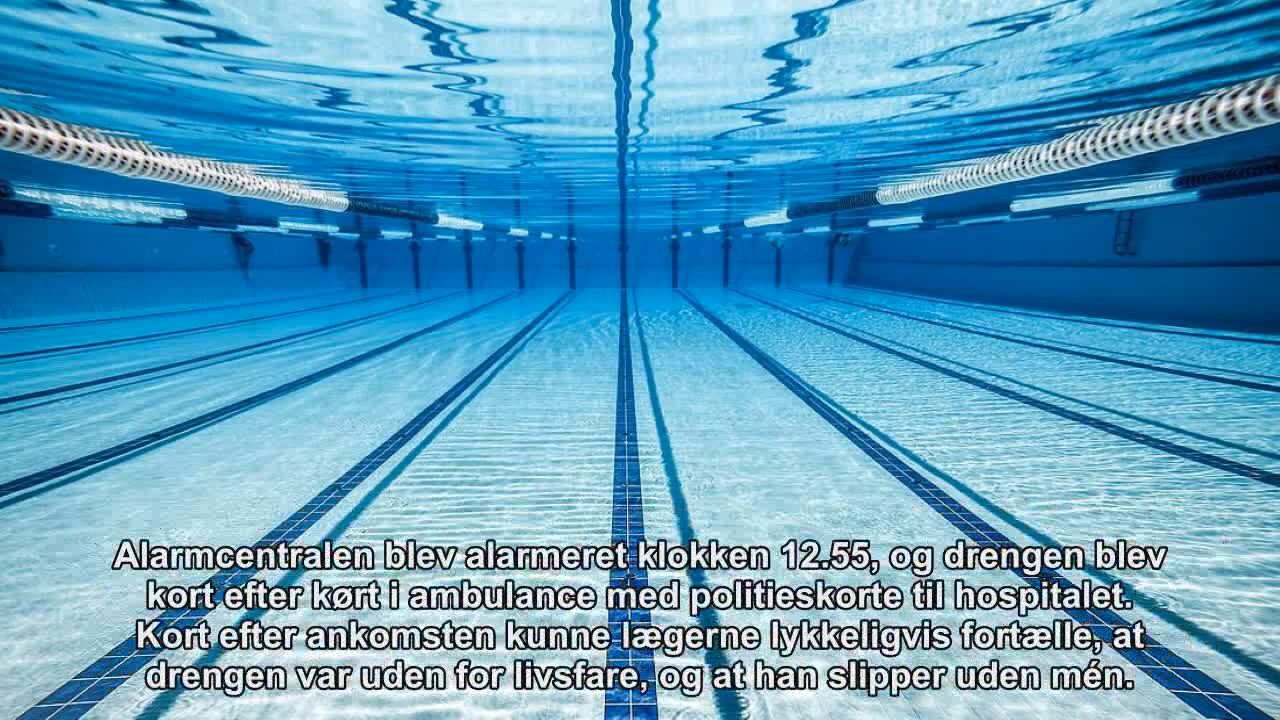 Alarmcentralen blev alarmeret klokken 12.55, og drengen blev
kort efter kørt i ambulance med politieskorte til hospitalet.
Kort efter ankomsten kunne lægerne lykkeligvis fortælle, at
drengen var uden for livsfare, og at han slipper uden mén.